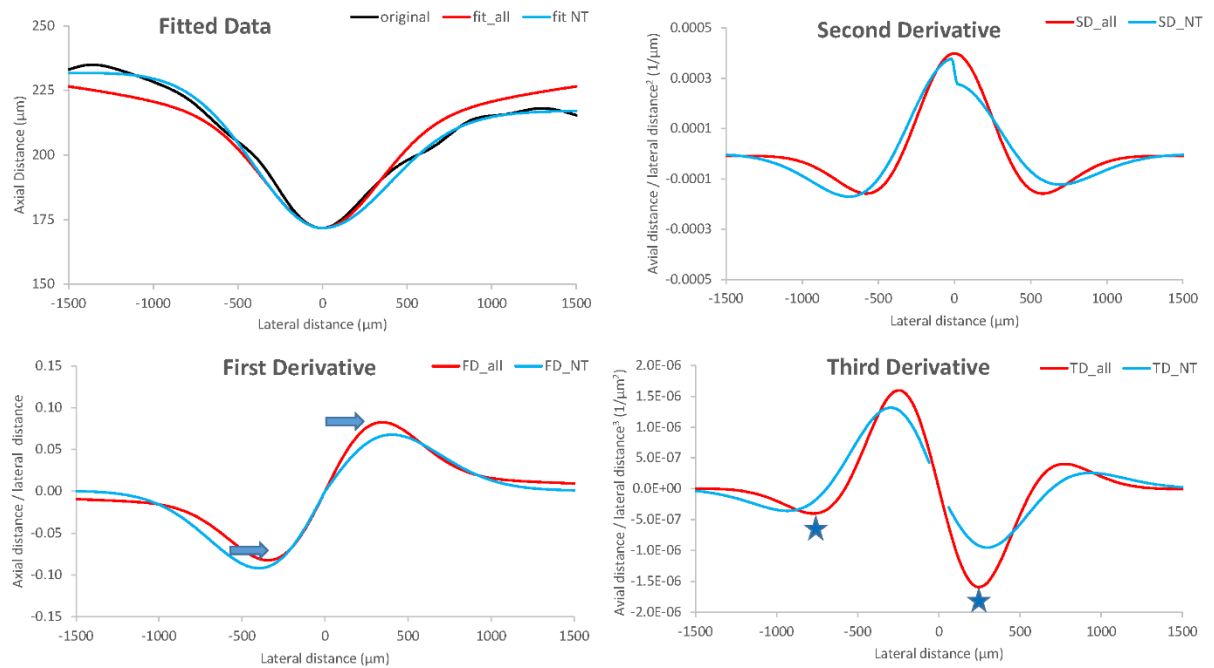 Fitted Data
original fit_all fit NT
250
225
200
175
150
Axial Distance (µm)
-1500 -1000 -500 0 500 1000 1500
Lateral distance (µm)
Second Derivative
SD_all SD_NT
0.0005
0.0003
0.0001
-0.0001
-0.0003
-0.0005
Avial distance / lateral distance² (1/µm)
-1500 -1000 -500 0 500 1000 1500
Lateral distance (µm)
First Derivative
FD_all FD_NT
0.15
0.10
0.05
0.00
-0.05
-0.10
-0.15
Axial distance / lateral distance
-1500 -1000 -500 0 500 1000 1500
Lateral distance (µm)
Third Derivative
TD_all TD_NT
2.0E-06
1.5E-06
1.0E-06
5.0E-07
0.0E+00
-5.0E-07
-1.0E-06
-1.5E-06
-2.0E-06
Avial distance / lateral distance³ (1/µm²)
-1500 -1000 -500 0 500 1000 1500
Lateral distance (µm)